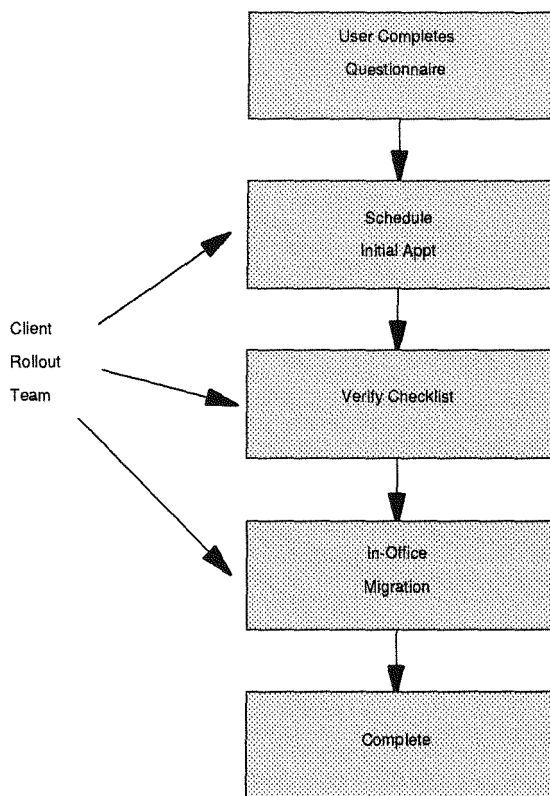 User Completes
Questionnaire
Schedule
Initial Appt
Client
Rollout
Team
Verify Checklist
In-Office
Migration
Complete